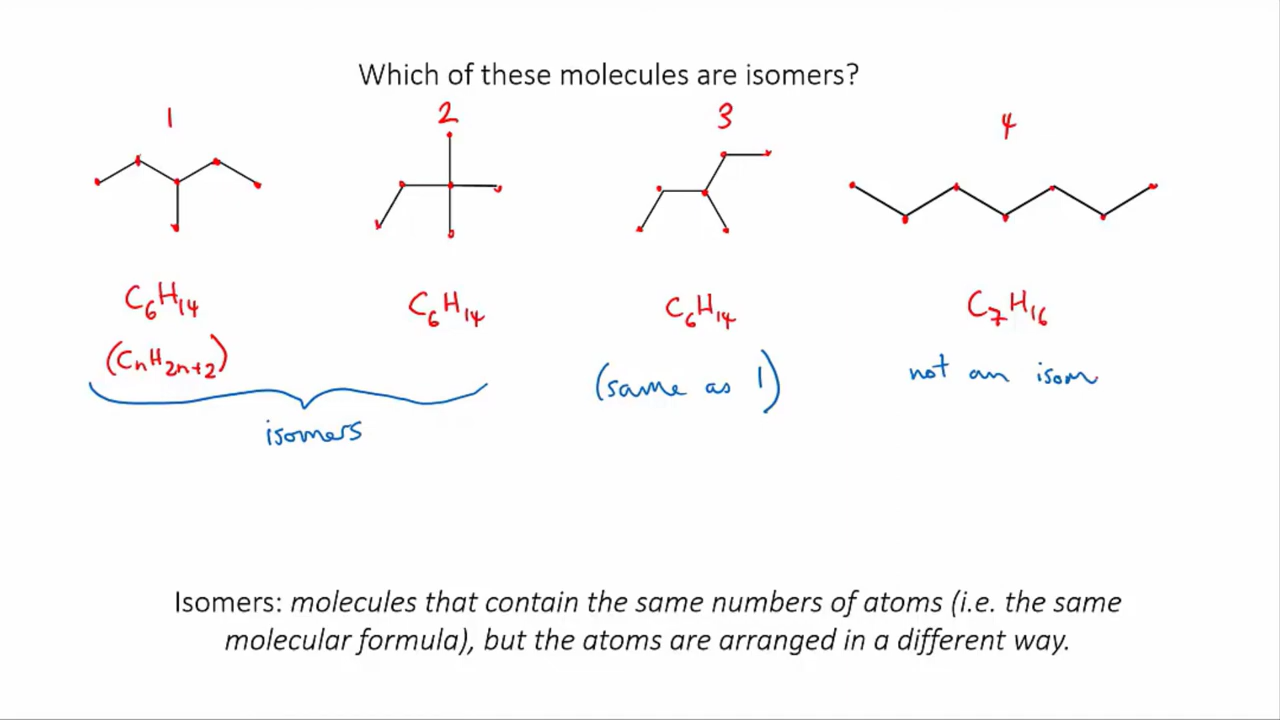 Which of these molecules are isomers?
1 2 3 4
C₆H₁₄ C₆H₁₄ C₆H₁₄ C₇H₁₆
(CₙH₂ₙ₊₂) (same as 1) not an isom
isomers
Isomers: molecules that contain the same numbers of atoms (i.e. the same
molecular formula), but the atoms are arranged in a different way.